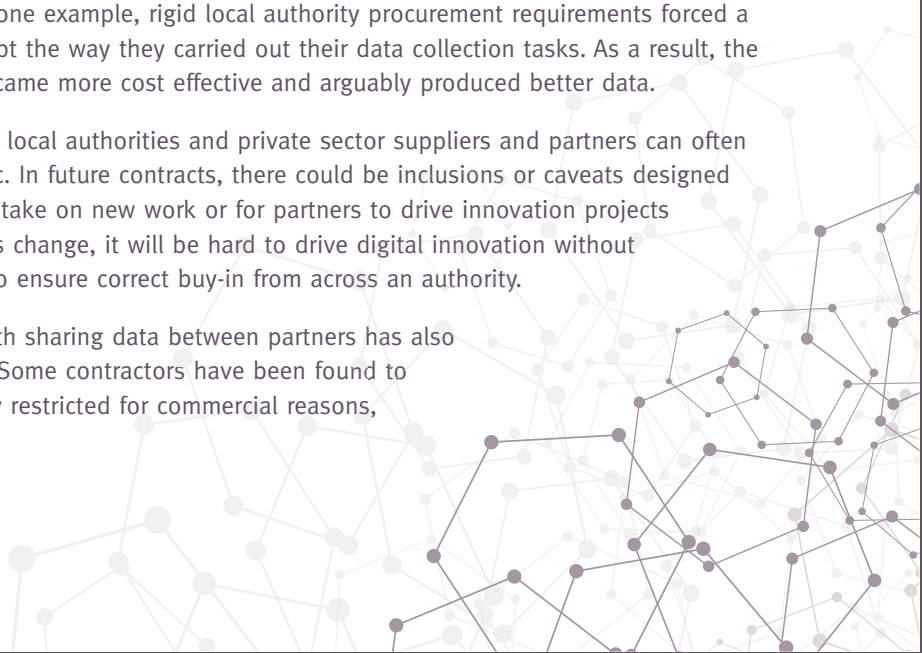 one example, rigid local authority procurement requirements forced a
pt the way they carried out their data collection tasks. As a result, the
came more cost effective and arguably produced better data.
local authorities and private sector suppliers and partners can often
c. In future contracts, there could be inclusions or caveats designed
take on new work or for partners to drive innovation projects
s change, it will be hard to drive digital innovation without
o ensure correct buy-in from across an authority.
th sharing data between partners has also
Some contractors have been found to
y restricted for commercial reasons,